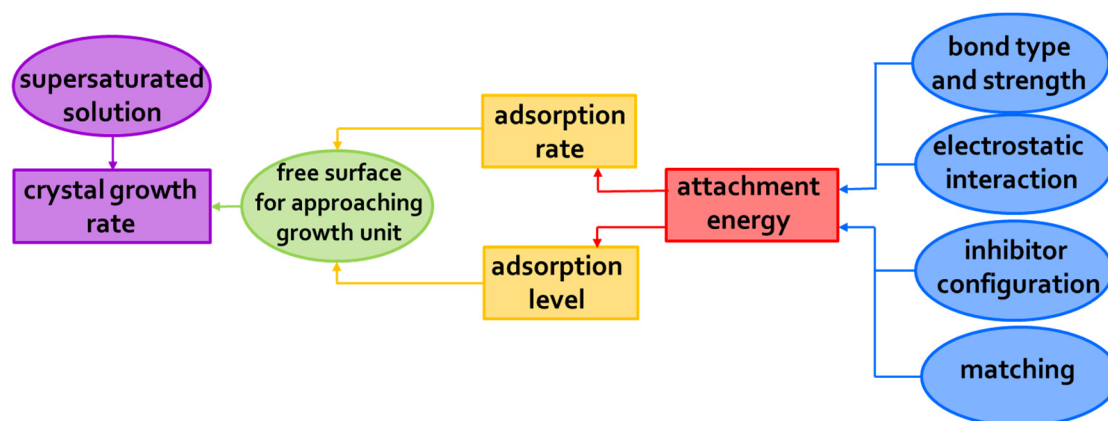 supersaturated
solution
crystal growth
rate
free surface
for approaching
growth unit
adsorption
rate
adsorption
level
attachment
energy
bond type
and strength
electrostatic
interaction
inhibitor
configuration
matching